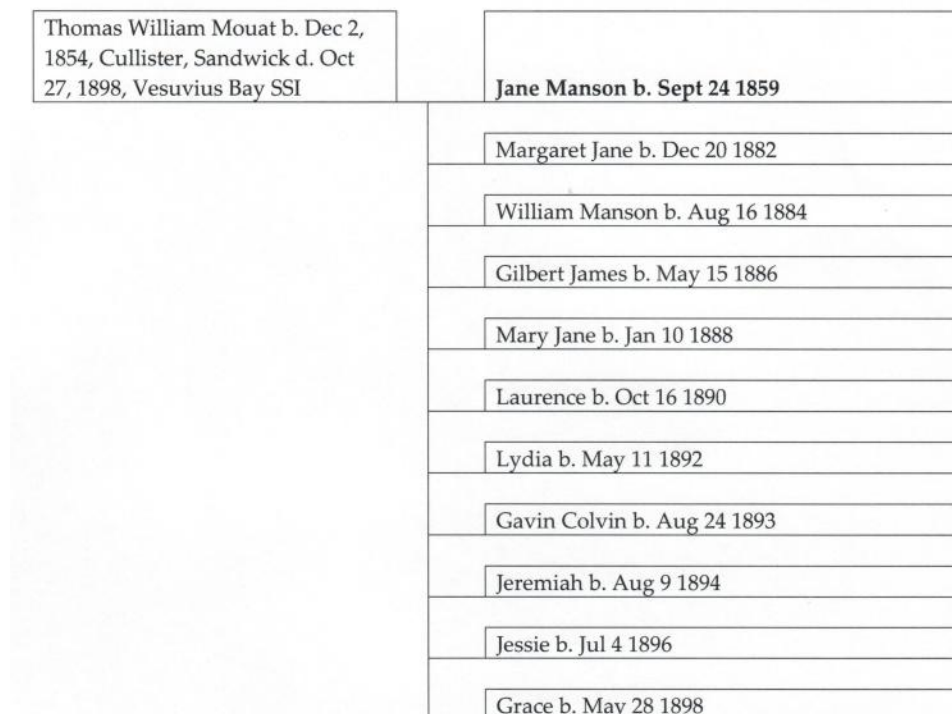 Thomas William Mouat b. Dec 2,
1854, Cullister, Sandwick d. Oct
27, 1898, Vesuvius Bay SSI
Jane Manson b. Sept 24 1859
Margaret Jane b. Dec 20 1882
William Manson b. Aug 16 1884
Gilbert James b. May 15 1886
Mary Jane b. Jan 10 1888
Laurence b. Oct 16 1890
Lydia b. May 11 1892
Gavin Colvin b. Aug 24 1893
Jeremiah b. Aug 9 1894
Jessie b. Jul 4 1896
Grace b. May 28 1898